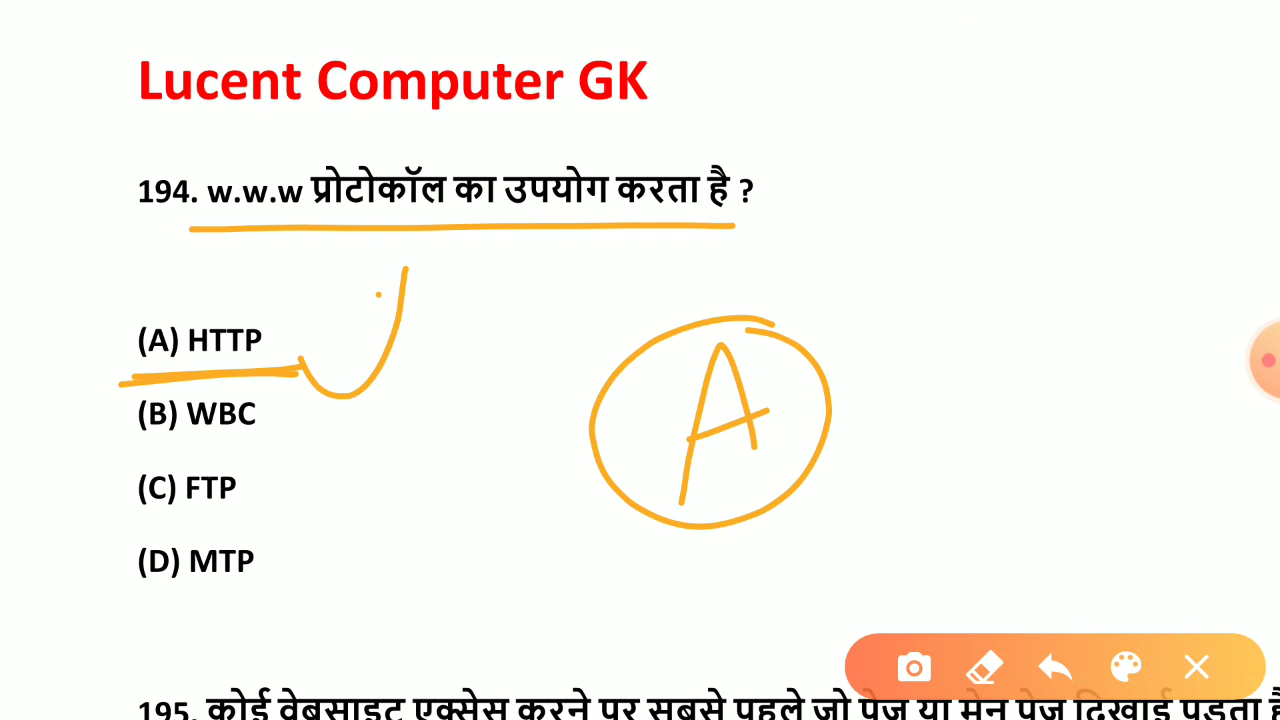 Lucent Computer GK
194. w.w.w प्रोटोकॉल का उपयोग करता है ?
(A) HTTP
A
(B) WBC
(C) FTP
(D) MTP
195. कोई वेबसाइट एक्सेस करने पर सबसे पहले जो पेज या मेन पेज दिखाई पड़ता है